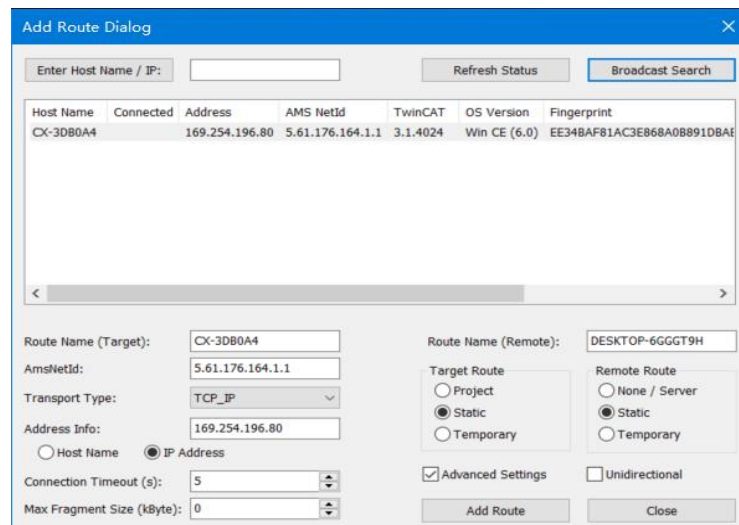 Add Route Dialog
Enter Host Name / IP: Refresh Status Broadcast Search
Host Name Connected Address AMS NetId TwinCAT OS Version Fingerprint
CX-3DB0A4 169.254.196.80 5.61.176.164.1.1 3.1.4024 Win CE (6.0) EE34BAF81AC3E868A0B891DBAE
Route Name (Target): CX-3DB0A4 Route Name (Remote): DESKTOP-6GGGT9H
AmsNetId: 5.61.176.164.1.1 Target Route Remote Route
Project None / Server
Transport Type: TCP_IP Static Static
Address Info: 169.254.196.80 Temporary Temporary
Host Name IP Address
Connection Timeout (s): 5 Advanced Settings Unidirectional
Max Fragment Size (kByte): 0 Add Route Close